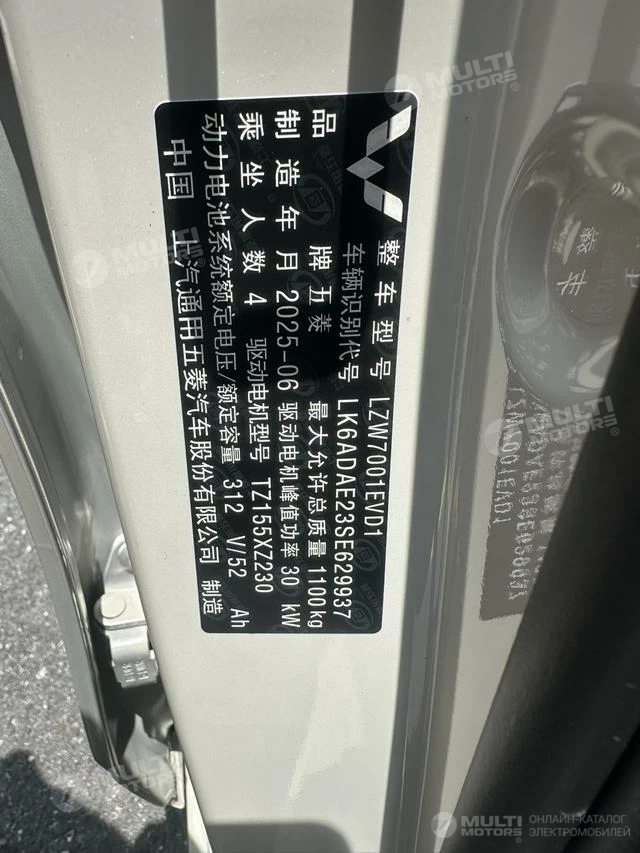 整车型号 LZW7001EVD1
车辆识别代号 LK6ADAE23SE629937
品牌 五菱 最大允许总质量 1100kg
制造年月 2025-06 驱动电机峰值功率 30 kW
乘坐人数 4 驱动电机型号 TZ155XZ230
动力电池系统额定电压/额定容量 312 V/52 Ah
中国 上汽通用五菱汽车股份有限公司 制造
MULTI
MOTORS®
MULTI
MOTORS®
ОНЛАЙН-КАТАЛОГ
ЭЛЕКТРОМОБИЛЕЙ